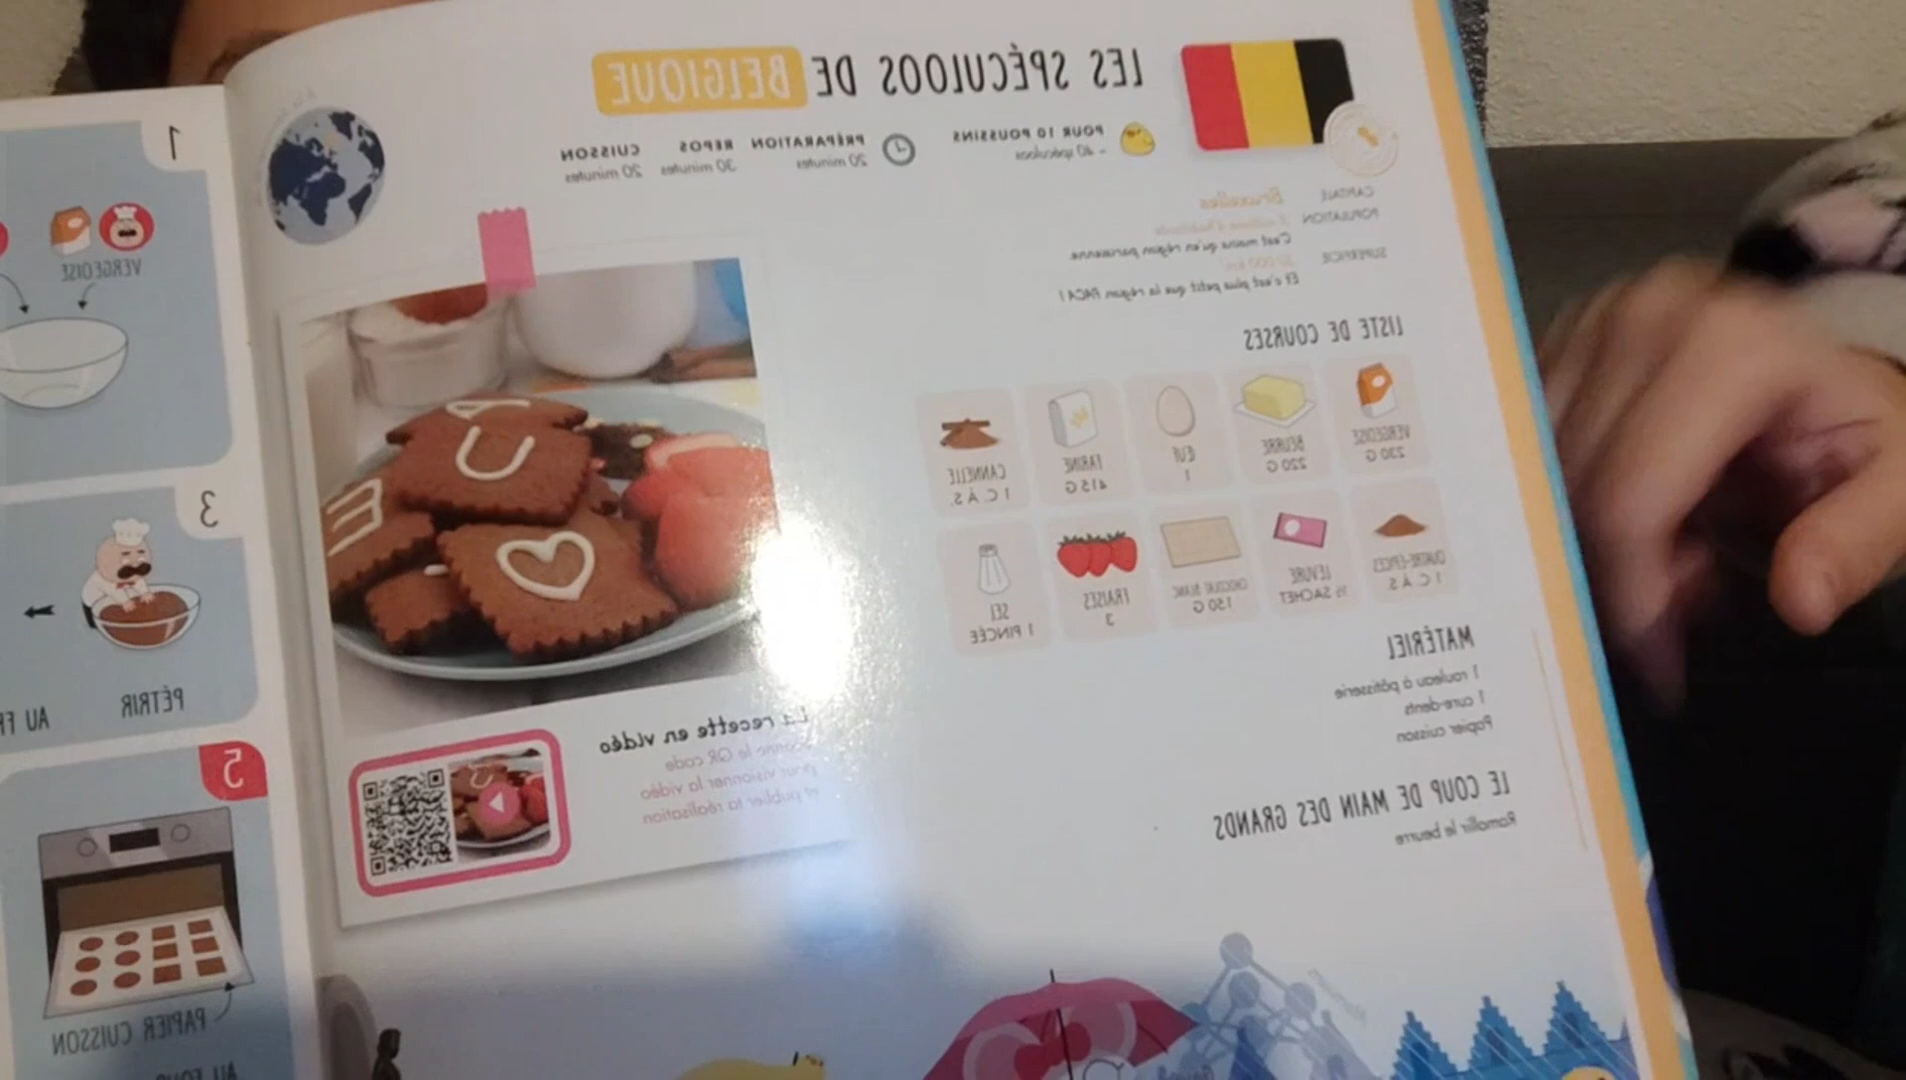 LES SPÉCULOOS DE BELGIQUE
POUR 10 POUSSINS
~ 40 spéculoos
PRÉPARATION
20 minutes
REPOS
30 minutes
CUISSON
20 minutes
CAPITALE Bruxelles
POPULATION
C'est moins qu'en région parisienne.
SUPERFICIE
Et c'est plus petit que la région PACA !
LISTE DE COURSES
VERGEOISE
230 G
BEURRE
220 G
ŒUF
1
FARINE
415 G
CANNELLE
1 C. À S.
QUATRE-ÉPICES
1 C. À S.
LEVURE
½ SACHET
CHOCOLAT BLANC
150 G
FRAISES
3
SEL
1 PINCÉE
MATÉRIEL
1 rouleau à pâtisserie
1 cure-dents
Papier cuisson
LE COUP DE MAIN DES GRANDS
Ramollir le beurre
La recette en vidéo
le QR code
pour visionner la vidéo
et publier ta réalisation
1
VERGEOISE
3
PÉTRIR
AU
5
PAPIER CUISSON
AU FOUR